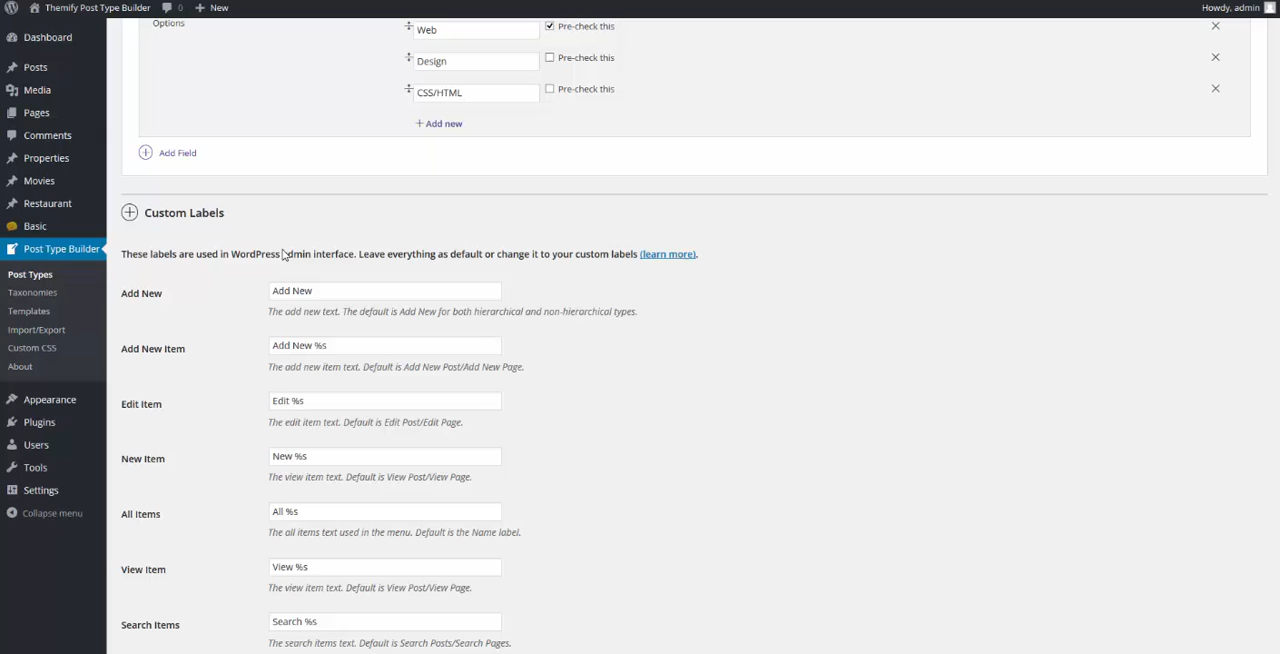 Themify Post Type Builder 0 New Howdy, admin
Dashboard
Posts
Media
Pages
Comments
Properties
Movies
Restaurant
Basic
Post Type Builder
Post Types
Taxonomies
Templates
Import/Export
Custom CSS
About
Appearance
Plugins
Users
Tools
Settings
Collapse menu
Options
Web Pre-check this
Design Pre-check this
CSS/HTML Pre-check this
+ Add new
Add Field
Custom Labels
These labels are used in WordPress admin interface. Leave everything as default or change it to your custom labels (learn more).
Add New Add New
The add new text. The default is Add New for both hierarchical and non-hierarchical types.
Add New Item Add New %s
The add new item text. Default is Add New Post/Add New Page.
Edit Item Edit %s
The edit item text. Default is Edit Post/Edit Page.
New Item New %s
The view item text. Default is View Post/View Page.
All Items All %s
The all items text used in the menu. Default is the Name label.
View Item View %s
The view item text. Default is View Post/View Page.
Search Items Search %s
The search items text. Default is Search Posts/Search Pages.